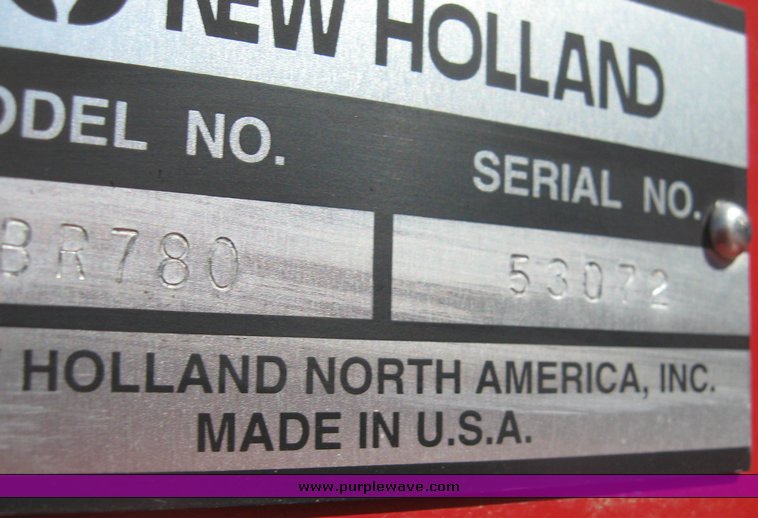 NEW HOLLAND
ODEL NO.
SERIAL NO.
BR780
53072
HOLLAND NORTH AMERICA, INC.
MADE IN U.S.A.
www.purplewave.com